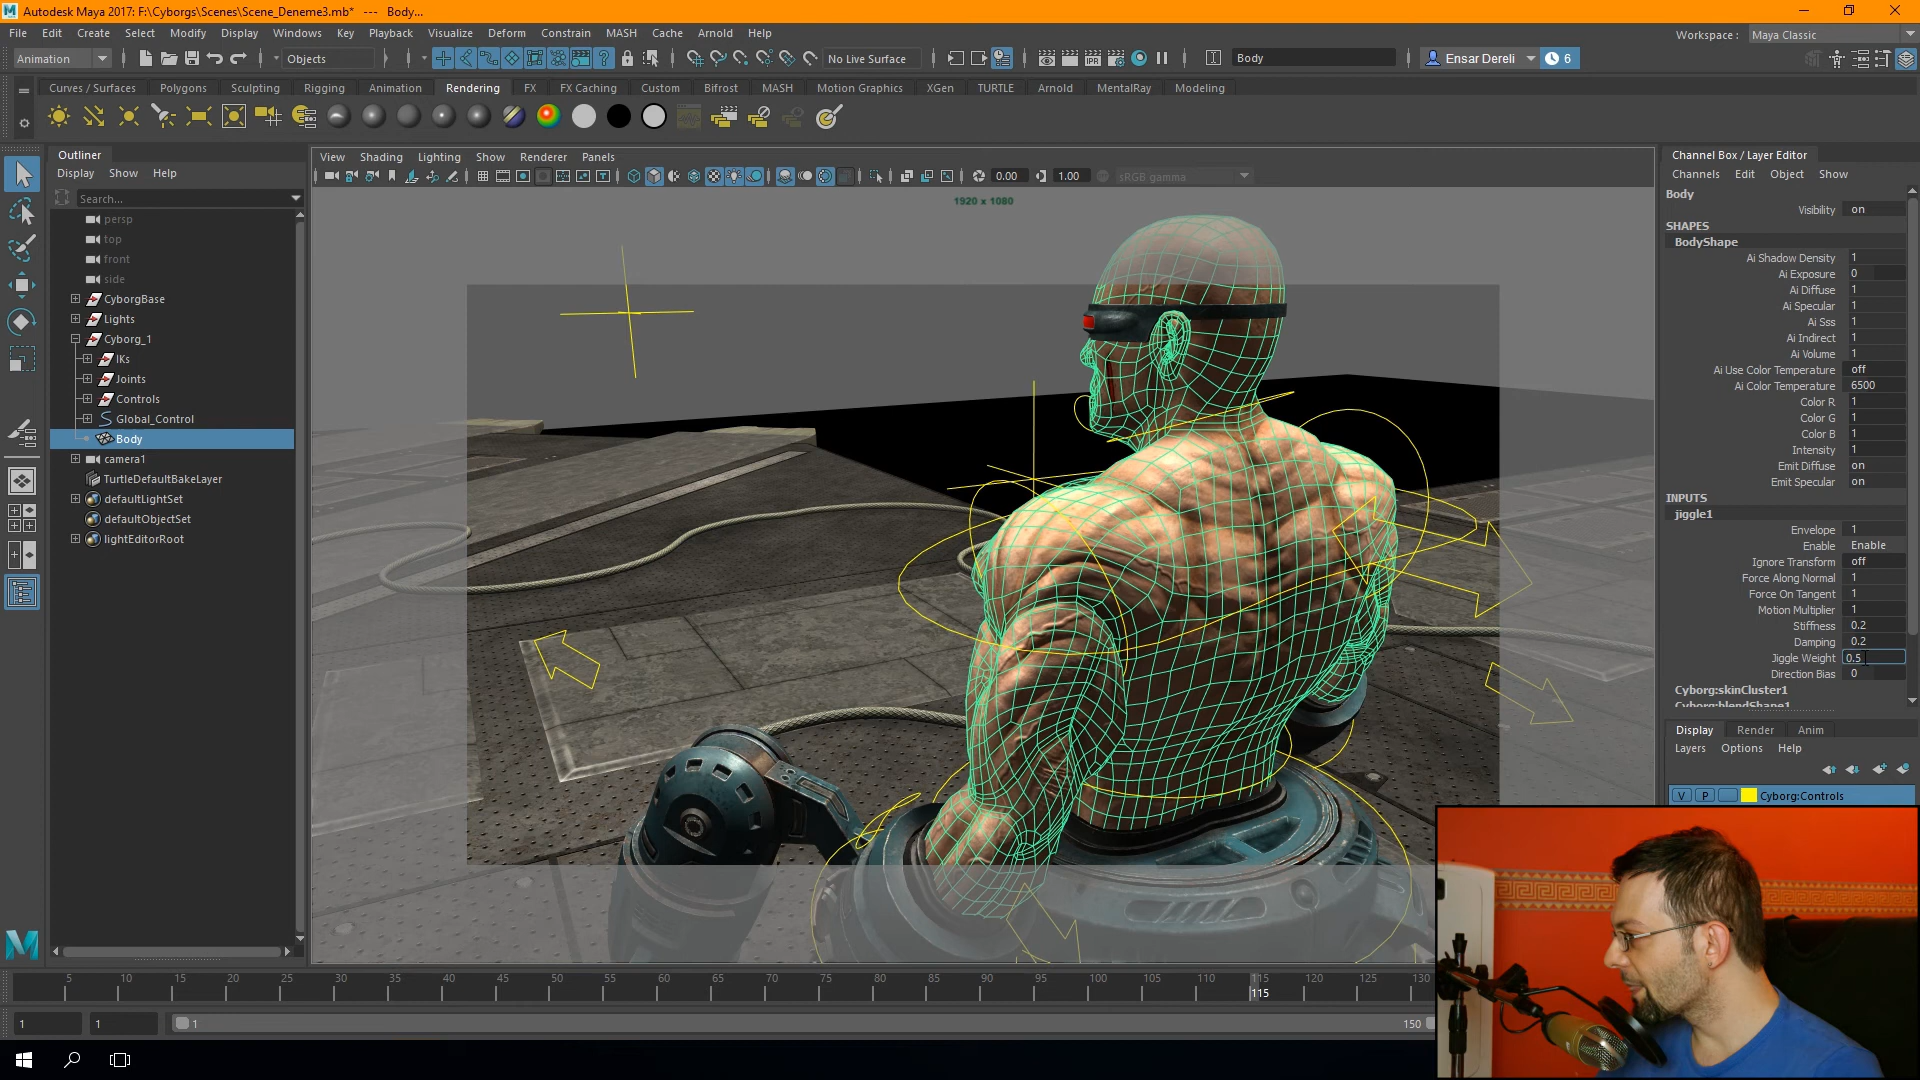 Autodesk Maya 2017: F:\Cyborgs\Scenes\Scene_Deneme3.mb*  ---  Body...
File Edit Create Select Modify Display Windows Key Playback Visualize Deform Constrain MASH Cache Arnold Help
Workspace : Maya Classic
Animation Objects No Live Surface IPR Body Ensar Dereli 6
Curves / Surfaces Polygons Sculpting Rigging Animation Rendering FX FX Caching Custom Bifrost MASH Motion Graphics XGen TURTLE Arnold MentalRay Modeling
Outliner
Display Show Help
Search...
persp
top
front
side
CyborgBase
Lights
Cyborg_1
IKs
Joints
Controls
Global_Control
Body
camera1
TurtleDefaultBakeLayer
defaultLightSet
defaultObjectSet
lightEditorRoot
View Shading Lighting Show Renderer Panels
0.00 1.00 sRGB gamma
1920 x 1080
Channel Box / Layer Editor
Channels Edit Object Show
Body
Visibility on
SHAPES
BodyShape
Ai Shadow Density 1
Ai Exposure 0
Ai Diffuse 1
Ai Specular 1
Ai Sss 1
Ai Indirect 1
Ai Volume 1
Ai Use Color Temperature off
Ai Color Temperature 6500
Color R 1
Color G 1
Color B 1
Intensity 1
Emit Diffuse on
Emit Specular on
INPUTS
jiggle1
Envelope 1
Enable Enable
Ignore Transform off
Force Along Normal 1
Force On Tangent 1
Motion Multiplier 1
Stiffness 0.2
Damping 0.2
Jiggle Weight 0.5
Direction Bias 0
Cyborg:skinCluster1
Cyborg:blendShape1
Display Render Anim
Layers Options Help
V P Cyborg:Controls
5 10 15 20 25 30 35 40 45 50 55 60 65 70 75 80 85 90 95 100 105 110 115 120 125 130
115
1 1 1 150